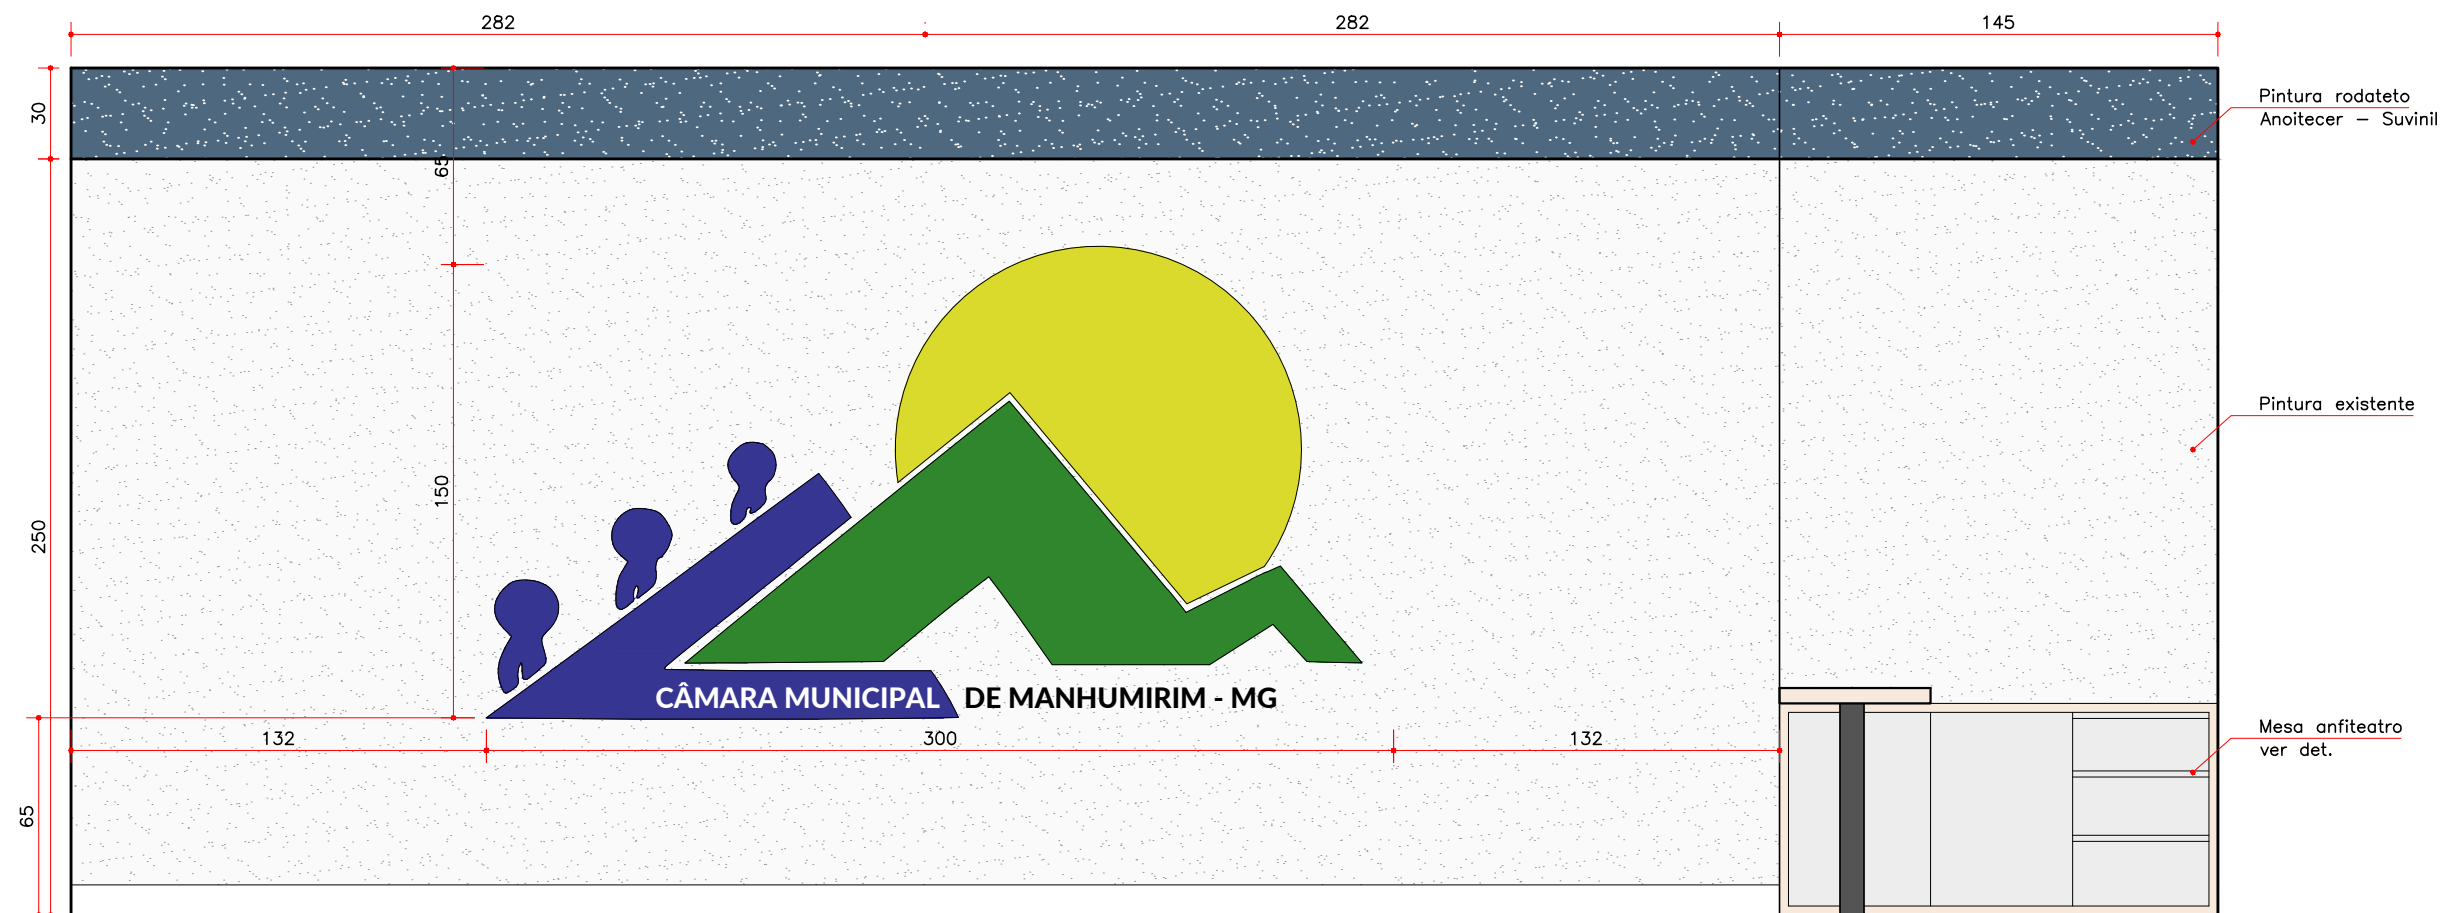 282
282
145
30
65
Pintura rodateto
Anoitecer – Suvinil
Pintura existente
150
250
CÂMARA MUNICIPAL DE MANHUMIRIM - MG
132
300
132
Mesa anfiteatro
ver det.
65